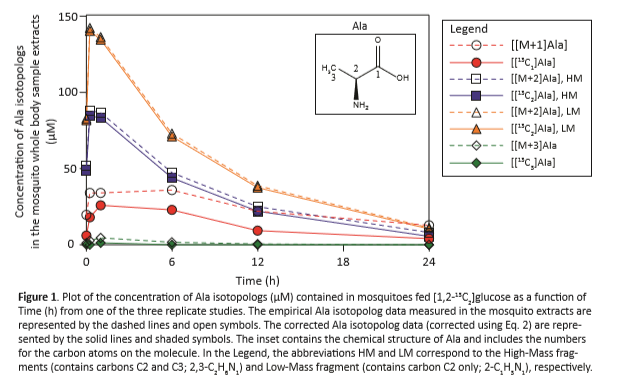 Concentration of Ala isotopologs
in the mosquito whole body sample extracts
(μM)
150
100
50
0
0
6
12
18
24
Time (h)
Ala
O
H₃C
3
2
1
OH
NH₂
Legend
[[M+1]Ala]
[[¹³C₁]Ala]
[[M+2]Ala], HM
[[¹³C₂]Ala], HM
[[M+2]Ala], LM
[[¹³C₂]Ala], LM
[[M+3]Ala
[[¹³C₃]Ala]
Figure 1. Plot of the concentration of Ala isotopologs (μM) contained in mosquitoes fed [1,2-¹³C₂]glucose as a function of
Time (h) from one of the three replicate studies. The empirical Ala isotopolog data measured in the mosquito extracts are
represented by the dashed lines and open symbols. The corrected Ala isotopolog data (corrected using Eq. 2) are repre-
sented by the solid lines and shaded symbols. The inset contains the chemical structure of Ala and includes the numbers
for the carbon atoms on the molecule. In the Legend, the abbreviations HM and LM correspond to the High-Mass frag-
ments (contains carbons C2 and C3; 2,3-C₂H₈N₁) and Low-Mass fragment (contains carbon C2 only; 2-C₁H₅N₁), respectively.